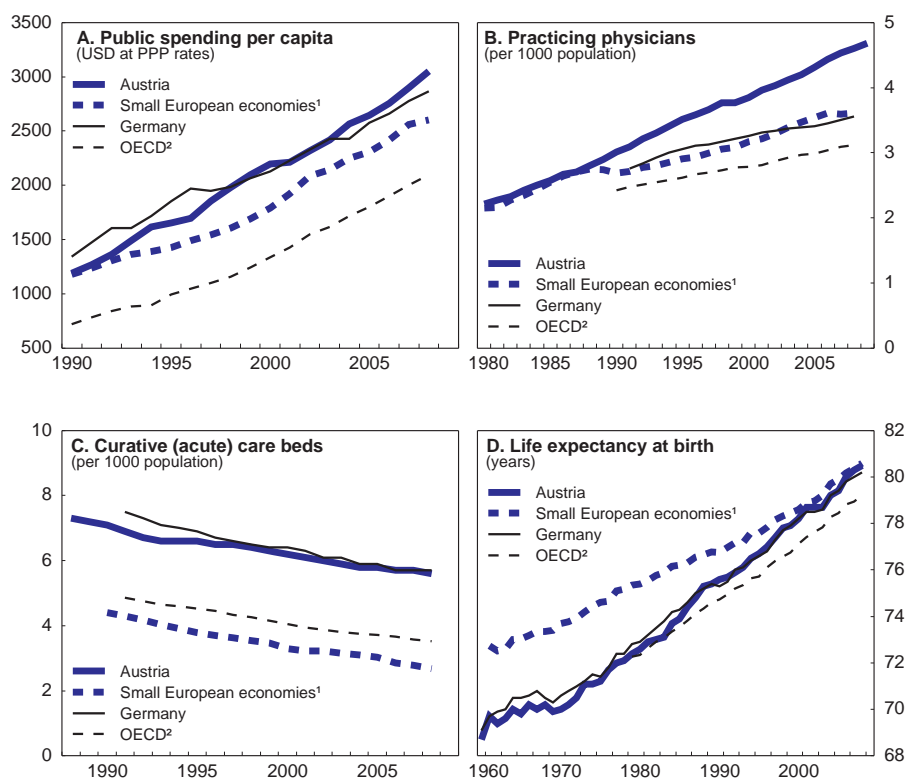 A. Public spending per capita
(USD at PPP rates)
Austria
Small European economies¹
Germany
OECD²
3500
3000
2500
2000
1500
1000
500
1990
1995
2000
2005
B. Practicing physicians
(per 1000 population)
Austria
Small European economies¹
Germany
OECD²
5
4
3
2
1
0
1980
1985
1990
1995
2000
2005
C. Curative (acute) care beds
(per 1000 population)
Austria
Small European economies¹
Germany
OECD²
10
8
6
4
2
0
1990
1995
2000
2005
D. Life expectancy at birth
(years)
Austria
Small European economies¹
Germany
OECD²
82
80
78
76
74
72
70
68
1960
1970
1980
1990
2000